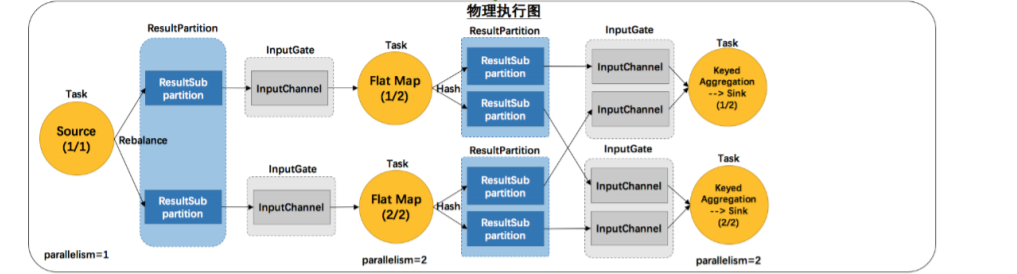 物理执行图
ResultPartition
Task
Source
(1/1)
Rebalance
ResultSub
partition
ResultSub
partition
InputGate
InputChannel
InputGate
InputChannel
Task
Flat Map
(1/2)
Hash
Task
Flat Map
(2/2)
Hash
ResultPartition
ResultSub
partition
ResultSub
partition
ResultPartition
ResultSub
partition
ResultSub
partition
InputGate
InputChannel
InputChannel
InputGate
InputChannel
InputChannel
Task
Keyed
Aggregation
--> Sink
(1/2)
Task
Keyed
Aggregation
--> Sink
(2/2)
parallelism=1
parallelism=2
parallelism=2